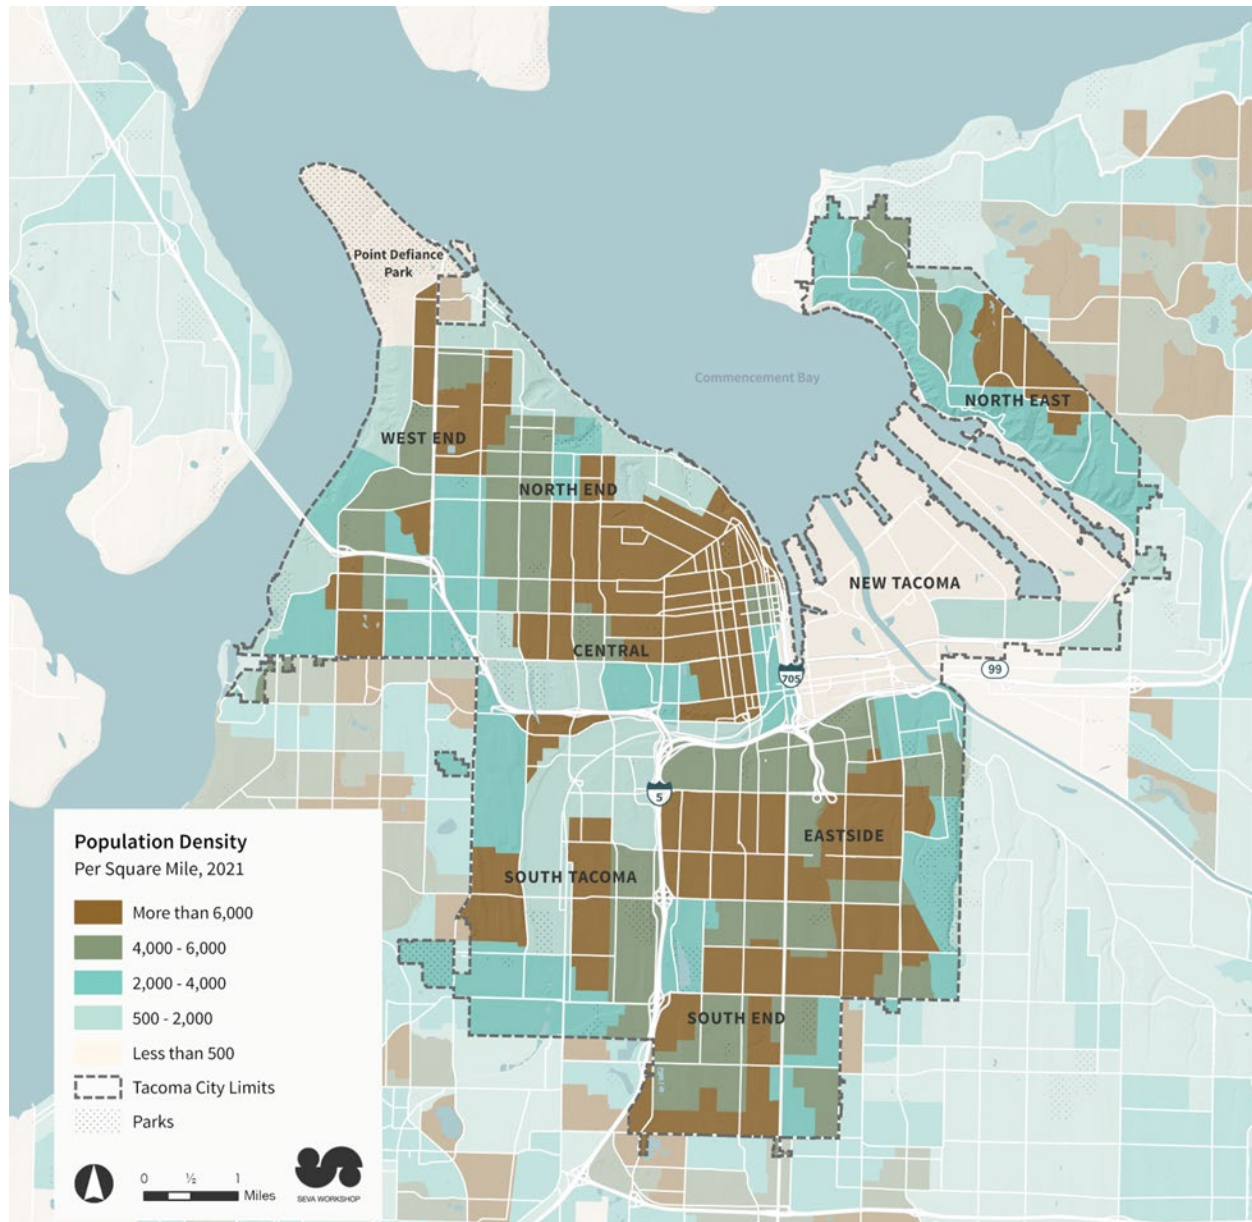 Point Defiance
Park
Commencement Bay
NORTH EAST
WEST END
NORTH END
NEW TACOMA
CENTRAL
705
99
5
EASTSIDE
SOUTH TACOMA
SOUTH END
Population Density
Per Square Mile, 2021
More than 6,000
4,000 - 6,000
2,000 - 4,000
500 - 2,000
Less than 500
Tacoma City Limits
Parks
0 ½ 1
Miles
SEVA WORKSHOP